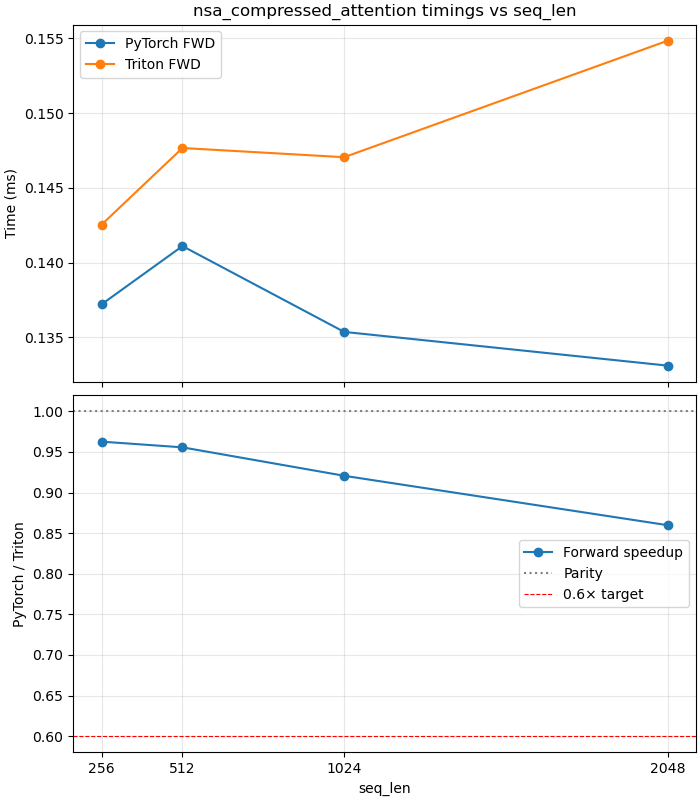 nsa_compressed_attention timings vs seq_len
PyTorch FWD
Triton FWD
0.155
0.150
0.145
0.140
0.135
Time (ms)
1.00
0.95
0.90
0.85
0.80
0.75
0.70
0.65
0.60
PyTorch / Triton
Forward speedup
Parity
0.6× target
256
512
1024
2048
seq_len